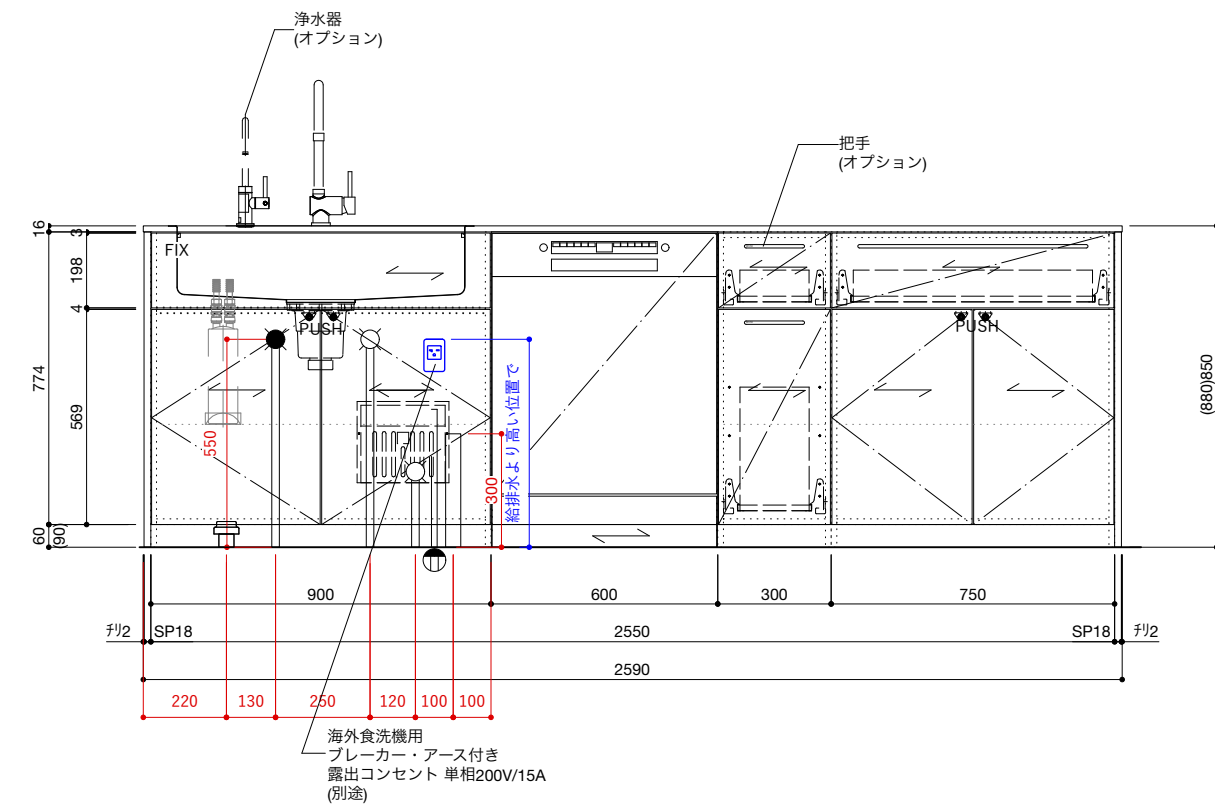 浄水器
(オプション)
把手
(オプション)
FIX
PUSH
PUSH
16
3
198
4
774
569
60
(90)
550
300
給排水より高い位置で
(880)850
900
600
300
750
チリ2
SP18
2550
SP18
チリ2
2590
220
130
250
120
100
100
海外食洗機用
ブレーカー・アース付き
露出コンセント 単相200V/15A
(別途)